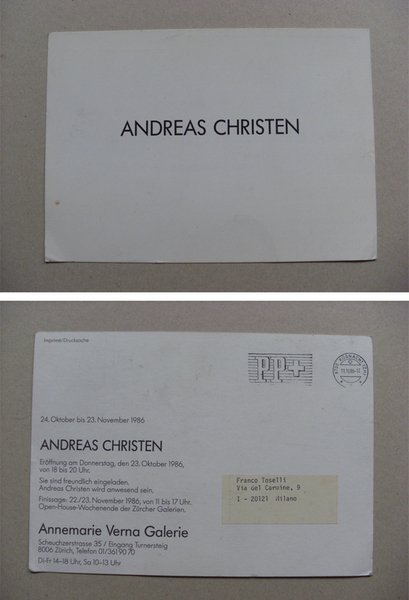 ANDREAS CHRISTEN
Imprimé/Drucksache
P.P.+
24. Oktober bis 23. November 1986
ANDREAS CHRISTEN
Eröffnung am Donnerstag, den 23. Oktober 1986,
von 18 bis 20 Uhr.
Sie sind freundlich eingeladen.
Andreas Christen wird anwesend sein.
Finissage: 22./23. November 1986, von 11 bis 17 Uhr.
Open-House-Wochenende der Zürcher Galerien.
Annemarie Verna Galerie
Scheuchzerstrasse 35 / Eingang Turnersteig
8006 Zürich, Telefon 01/361 90 70
Di-Fr 14–18 Uhr, Sa 10–13 Uhr
Franco Toselli
Via del Carmine, 9
I - 20121 Milano